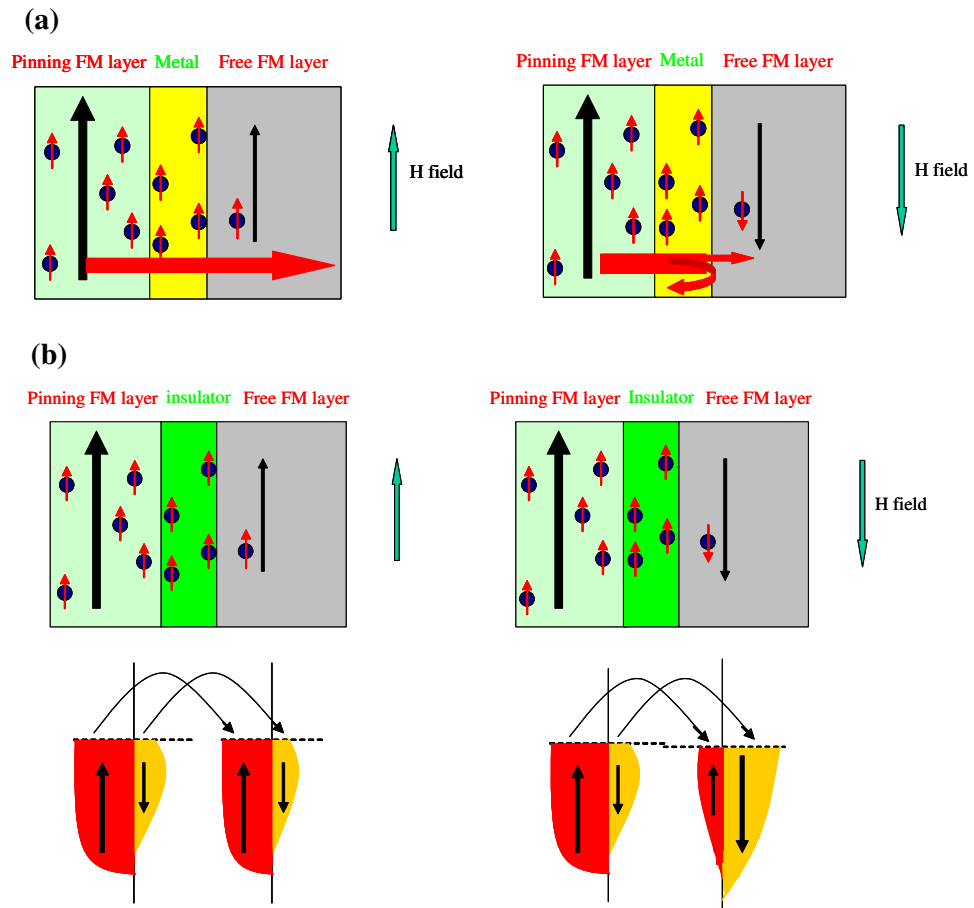 (a)
Pinning FM layer Metal Free FM layer
H field
Pinning FM layer Metal Free FM layer
H field
(b)
Pinning FM layer insulator Free FM layer
Pinning FM layer Insulator Free FM layer
H field